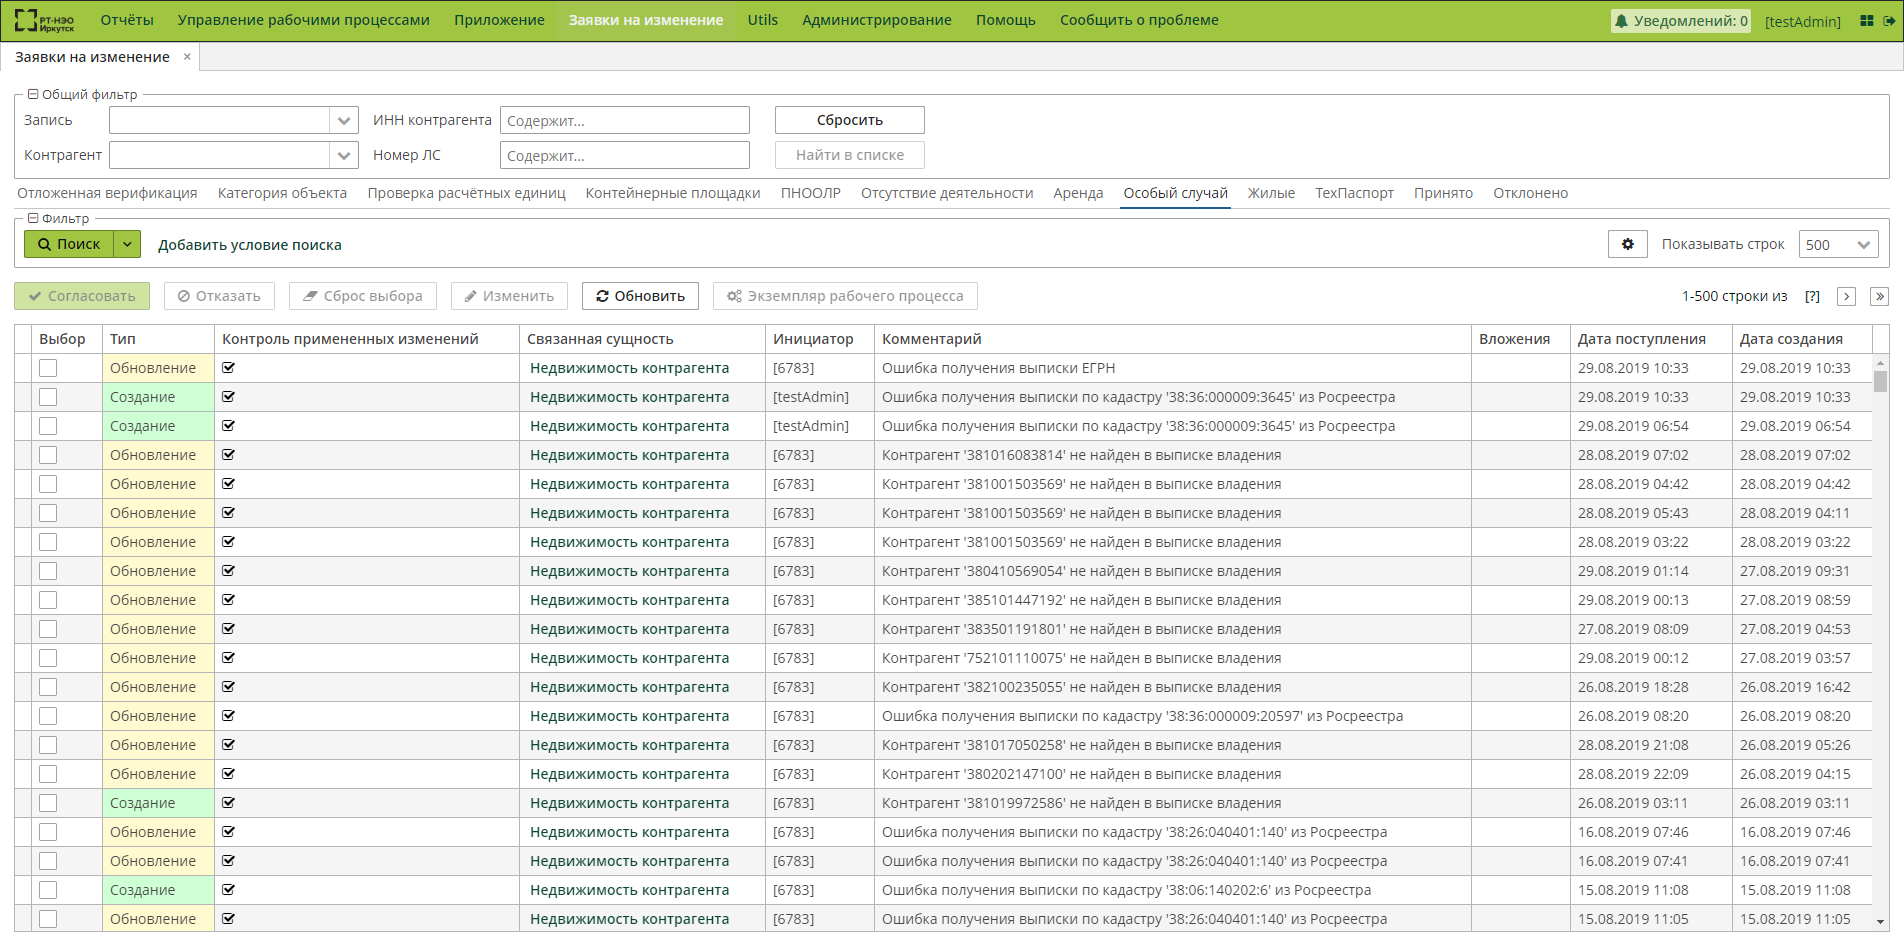 РТ-НЭО Иркутск
Отчёты Управление рабочими процессами Приложение Заявки на изменение Utils Администрирование Помощь Сообщить о проблеме Уведомлений: 0 [testAdmin]
Заявки на изменение ×
Общий фильтр
Запись ИНН контрагента Содержит... Сбросить
Контрагент Номер ЛС Содержит... Найти в списке
Отложенная верификация Категория объекта Проверка расчётных единиц Контейнерные площадки ПНООЛР Отсутствие деятельности Аренда Особый случай Жилые ТехПаспорт Принято Отклонено
Фильтр
Поиск Добавить условие поиска Показывать строк 500
Согласовать Отказать Сброс выбора Изменить Обновить Экземпляр рабочего процесса 1-500 строки из [?]
Выбор Тип Контроль примененных изменений Связанная сущность Инициатор Комментарий Вложения Дата поступления Дата создания
Обновление Недвижимость контрагента [6783] Ошибка получения выписки ЕГРН 29.08.2019 10:33 29.08.2019 10:33
Создание Недвижимость контрагента [testAdmin] Ошибка получения выписки по кадастру '38:36:000009:3645' из Росреестра 29.08.2019 10:33 29.08.2019 10:33
Создание Недвижимость контрагента [testAdmin] Ошибка получения выписки по кадастру '38:36:000009:3645' из Росреестра 29.08.2019 06:54 29.08.2019 06:54
Обновление Недвижимость контрагента [6783] Контрагент '381016083814' не найден в выписке владения 28.08.2019 07:02 28.08.2019 07:02
Обновление Недвижимость контрагента [6783] Контрагент '381001503569' не найден в выписке владения 28.08.2019 04:42 28.08.2019 04:42
Обновление Недвижимость контрагента [6783] Контрагент '381001503569' не найден в выписке владения 28.08.2019 05:43 28.08.2019 04:11
Обновление Недвижимость контрагента [6783] Контрагент '381001503569' не найден в выписке владения 28.08.2019 03:22 28.08.2019 03:22
Обновление Недвижимость контрагента [6783] Контрагент '380410569054' не найден в выписке владения 29.08.2019 01:14 27.08.2019 09:31
Обновление Недвижимость контрагента [6783] Контрагент '385101447192' не найден в выписке владения 29.08.2019 00:13 27.08.2019 08:59
Обновление Недвижимость контрагента [6783] Контрагент '383501191801' не найден в выписке владения 27.08.2019 08:09 27.08.2019 04:53
Обновление Недвижимость контрагента [6783] Контрагент '752101110075' не найден в выписке владения 29.08.2019 00:12 27.08.2019 03:57
Обновление Недвижимость контрагента [6783] Контрагент '382100235055' не найден в выписке владения 26.08.2019 18:28 26.08.2019 16:42
Обновление Недвижимость контрагента [6783] Ошибка получения выписки по кадастру '38:36:000009:20597' из Росреестра 26.08.2019 08:20 26.08.2019 08:20
Обновление Недвижимость контрагента [6783] Контрагент '381017050258' не найден в выписке владения 28.08.2019 21:08 26.08.2019 05:26
Обновление Недвижимость контрагента [6783] Контрагент '380202147100' не найден в выписке владения 28.08.2019 22:09 26.08.2019 04:15
Создание Недвижимость контрагента [6783] Контрагент '381019972586' не найден в выписке владения 26.08.2019 03:11 26.08.2019 03:11
Обновление Недвижимость контрагента [6783] Ошибка получения выписки по кадастру '38:26:040401:140' из Росреестра 16.08.2019 07:46 16.08.2019 07:46
Обновление Недвижимость контрагента [6783] Ошибка получения выписки по кадастру '38:26:040401:140' из Росреестра 16.08.2019 07:41 16.08.2019 07:41
Создание Недвижимость контрагента [6783] Ошибка получения выписки по кадастру '38:06:140202:6' из Росреестра 15.08.2019 11:08 15.08.2019 11:08
Обновление Недвижимость контрагента [6783] Ошибка получения выписки по кадастру '38:26:040401:140' из Росреестра 15.08.2019 11:05 15.08.2019 11:05